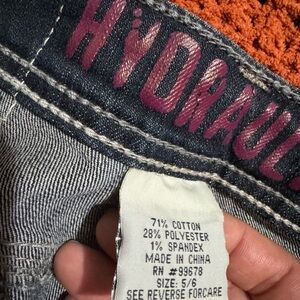 HYDRAUL
71% COTTON
28% POLYESTER
1% SPANDEX
MADE IN CHINA
RN #99678
SIZE: 5/6
SEE REVERSE FORCARE